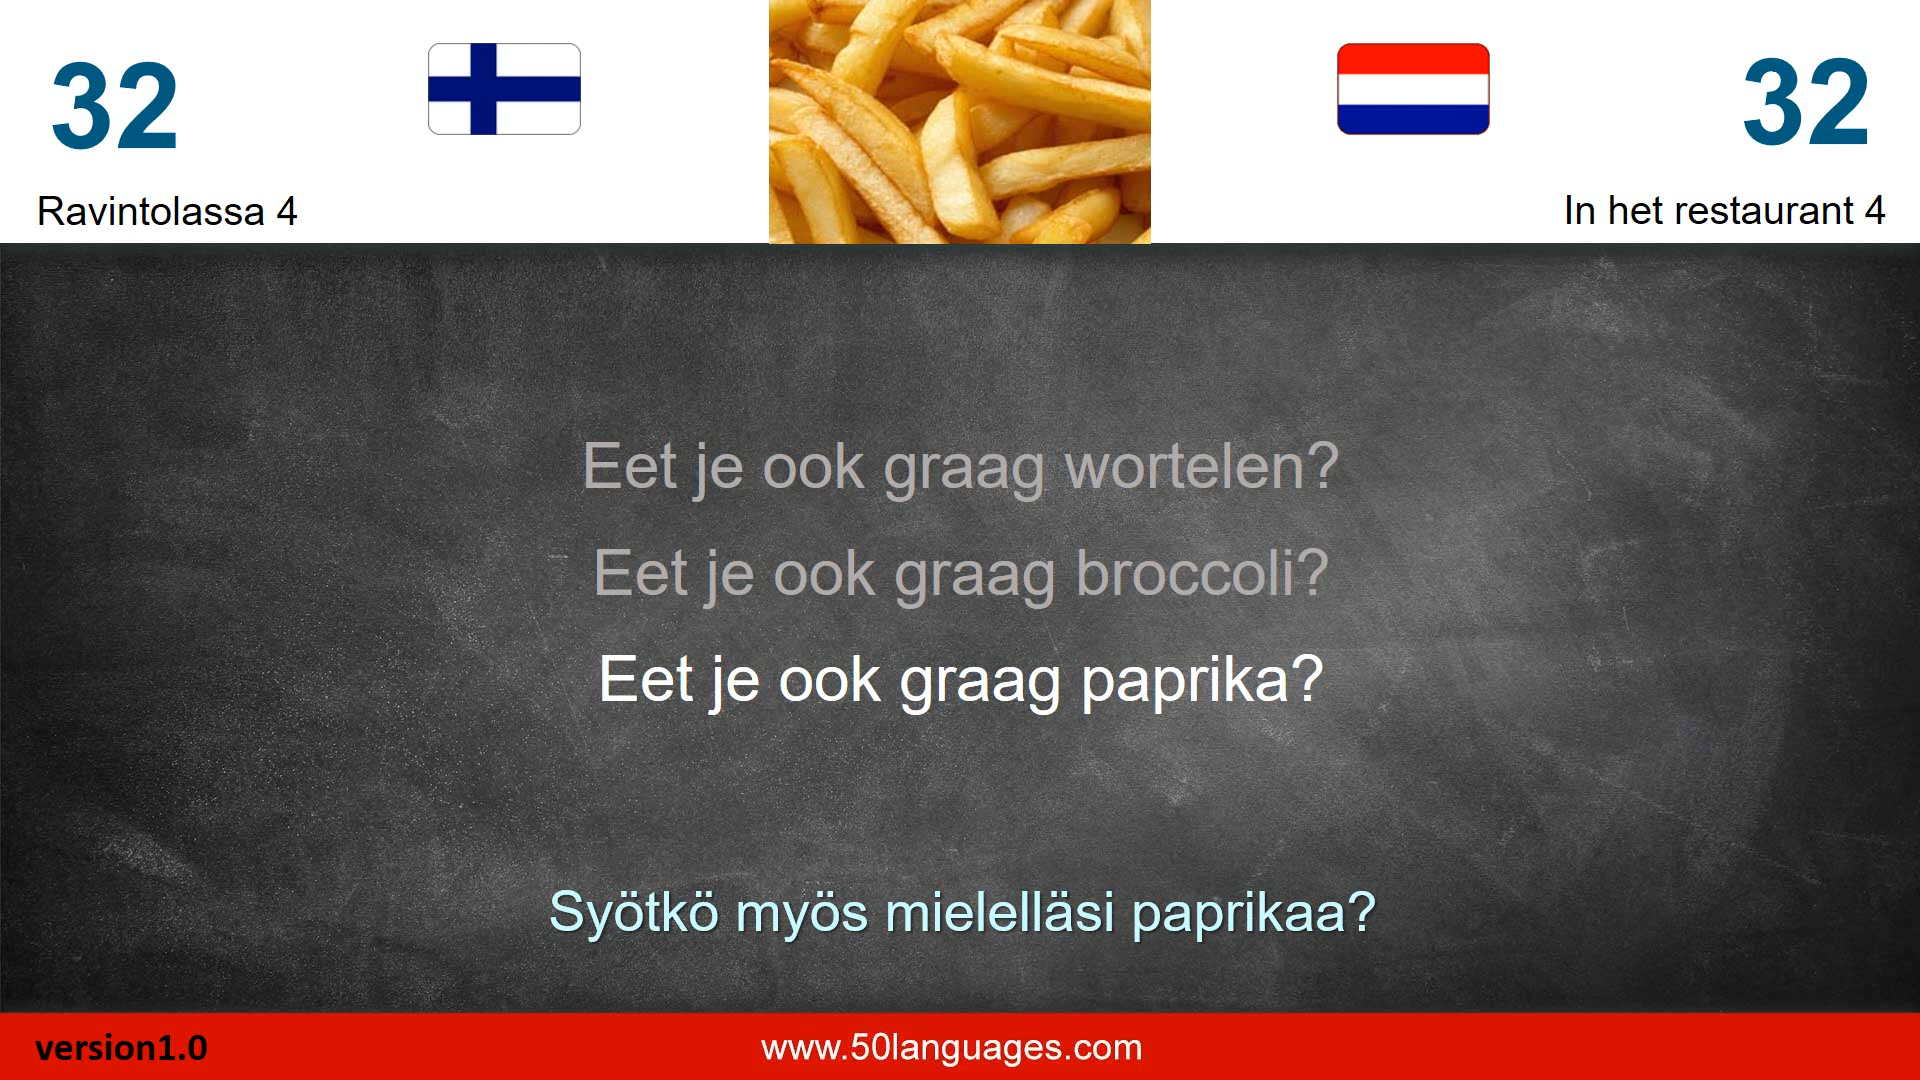 32
32
Ravintolassa 4
In het restaurant 4
Eet je ook graag wortelen?
Eet je ook graag broccoli?
Eet je ook graag paprika?
Syötkö myös mielelläsi paprikaa?
version1.0
www.50languages.com